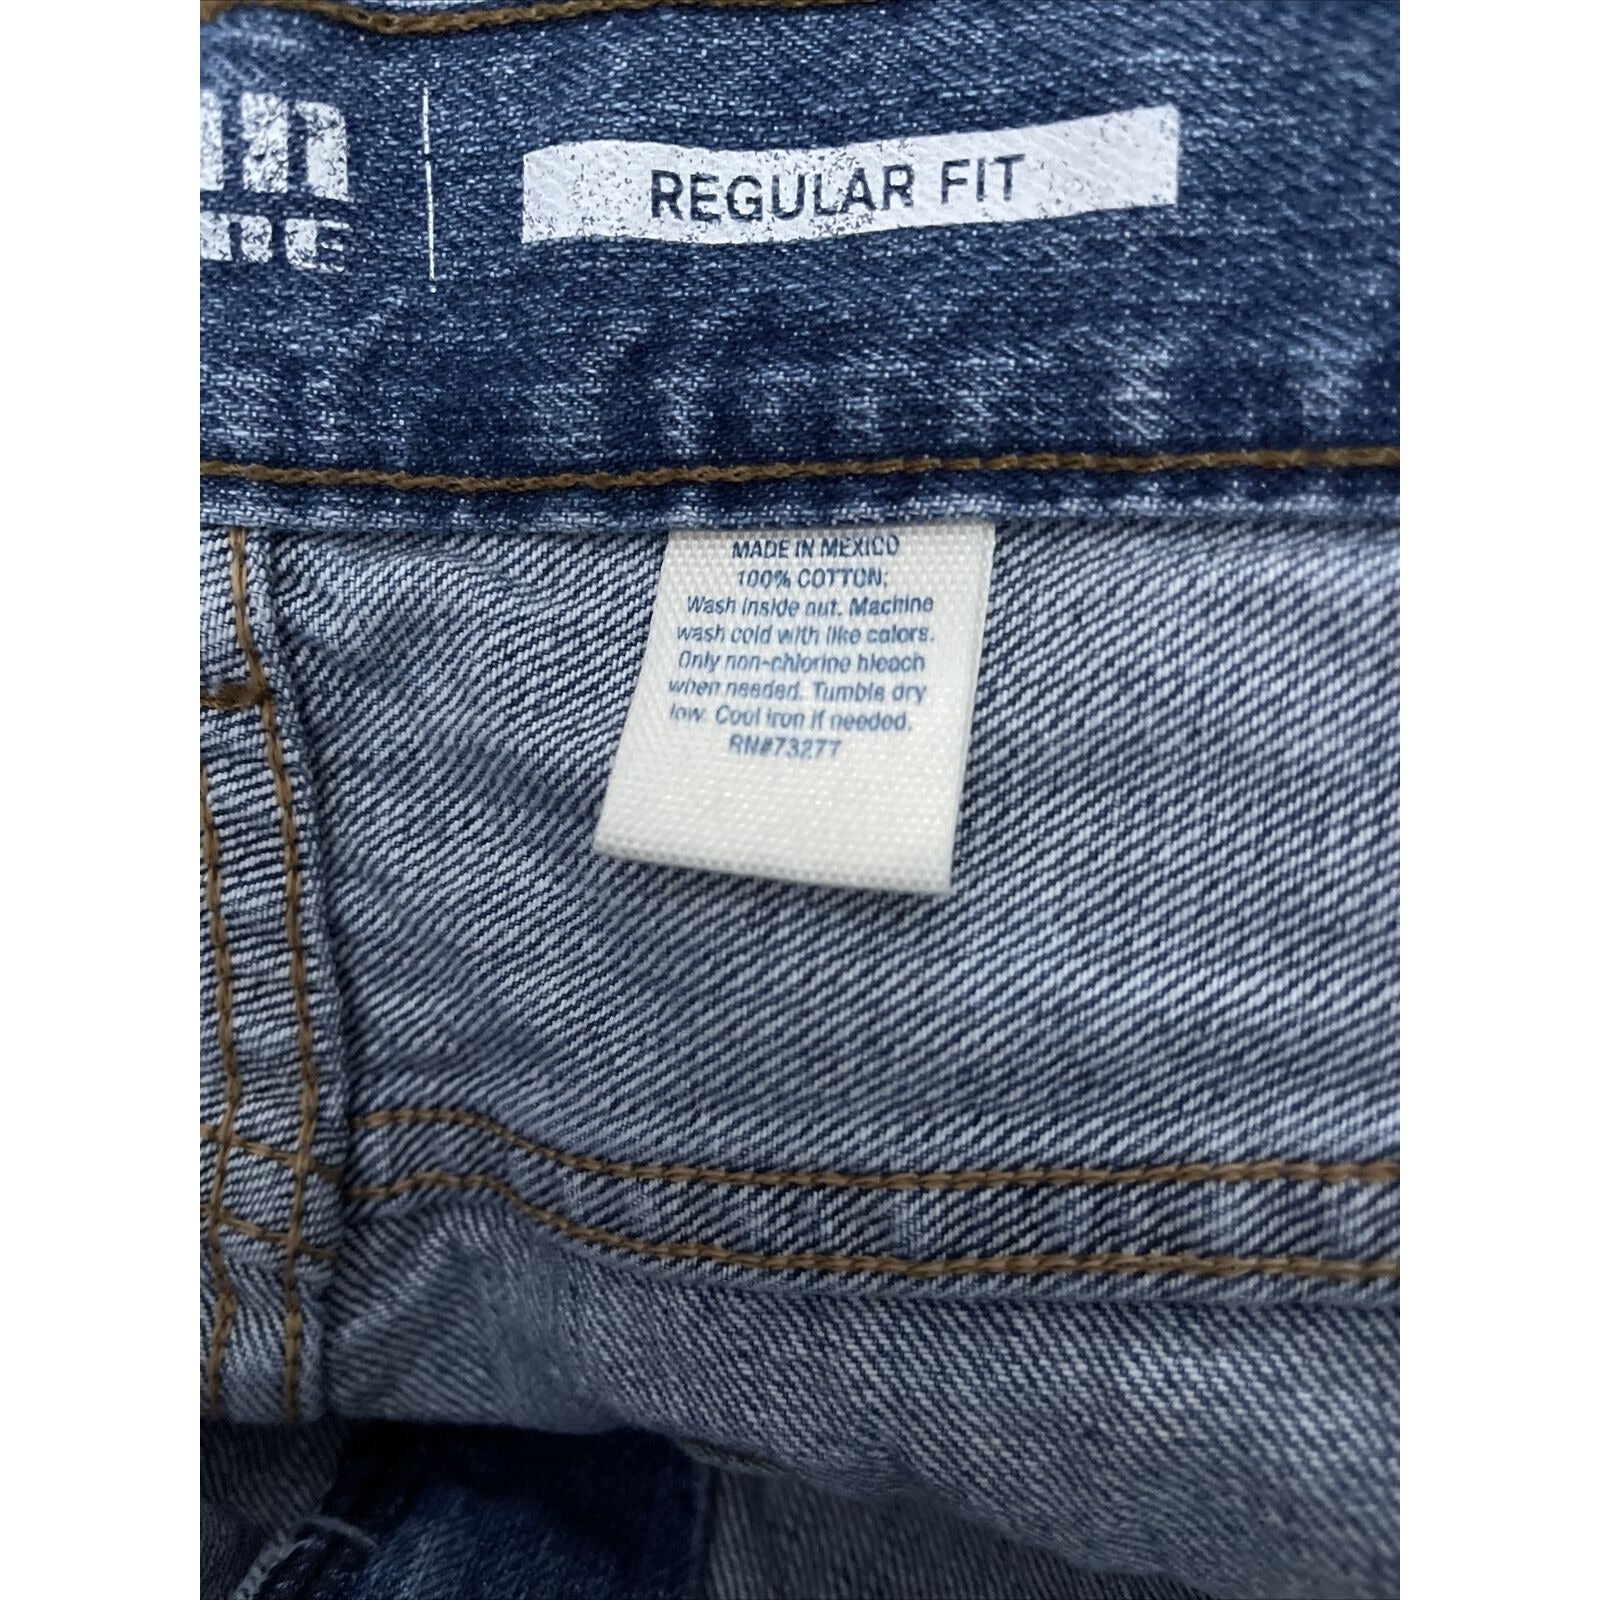 REGULAR FIT
MADE IN MEXICO
100% COTTON;
Wash inside out. Machine
wash cold with like colors.
Only non-chlorine bleach
when needed. Tumble dry
low. Cool iron if needed.
RN#73277